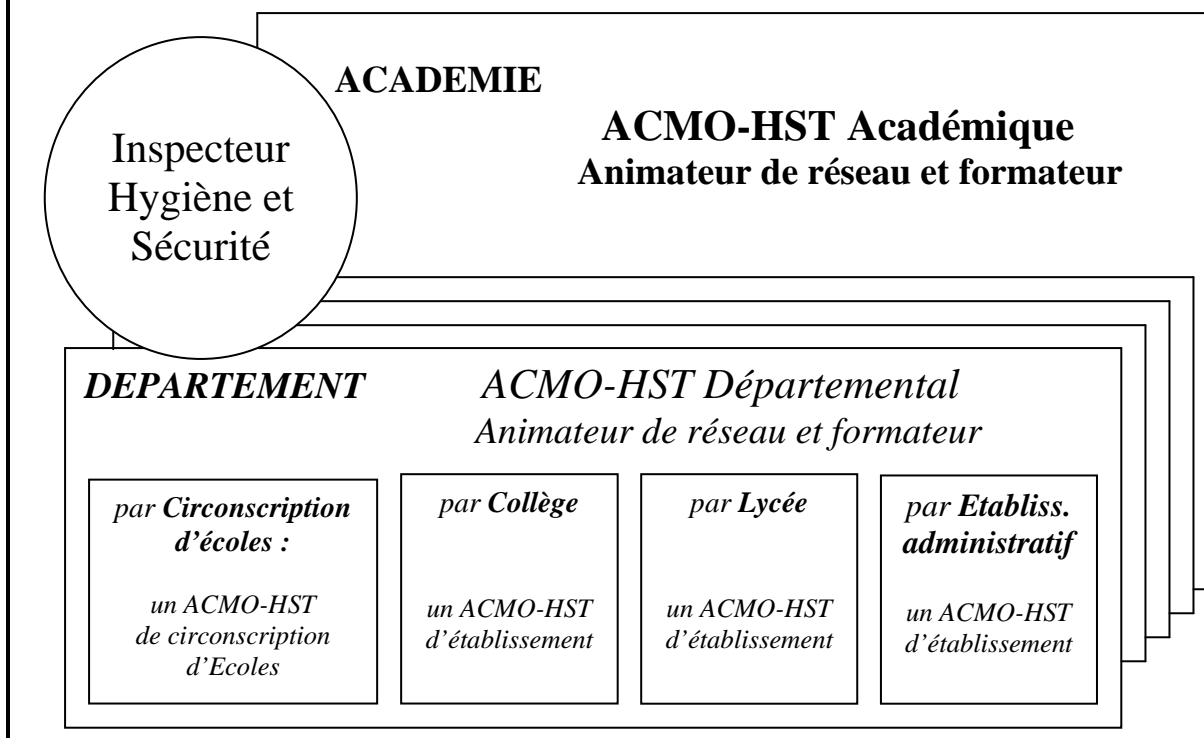 ACADEMIE
ACMO-HST Académique
Animateur de réseau et formateur
Inspecteur
Hygiène et
Sécurité
DEPARTEMENT
ACMO-HST Départemental
Animateur de réseau et formateur
par Circonscription
d’écoles :
un ACMO-HST
de circonscription
d’Ecoles
par Collège
un ACMO-HST
d’établissement
par Lycée
un ACMO-HST
d’établissement
par Etabliss.
administratif
un ACMO-HST
d’établissement